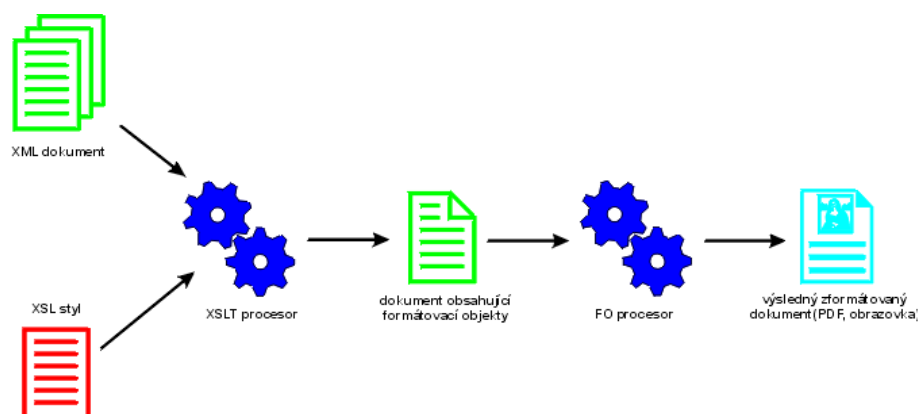 XML dokument
XSL styl
XSLT procesor
dokument obsahující
formátovací objekty
FO procesor
výsledný zformátovaný
dokument (PDF, obrazovka)